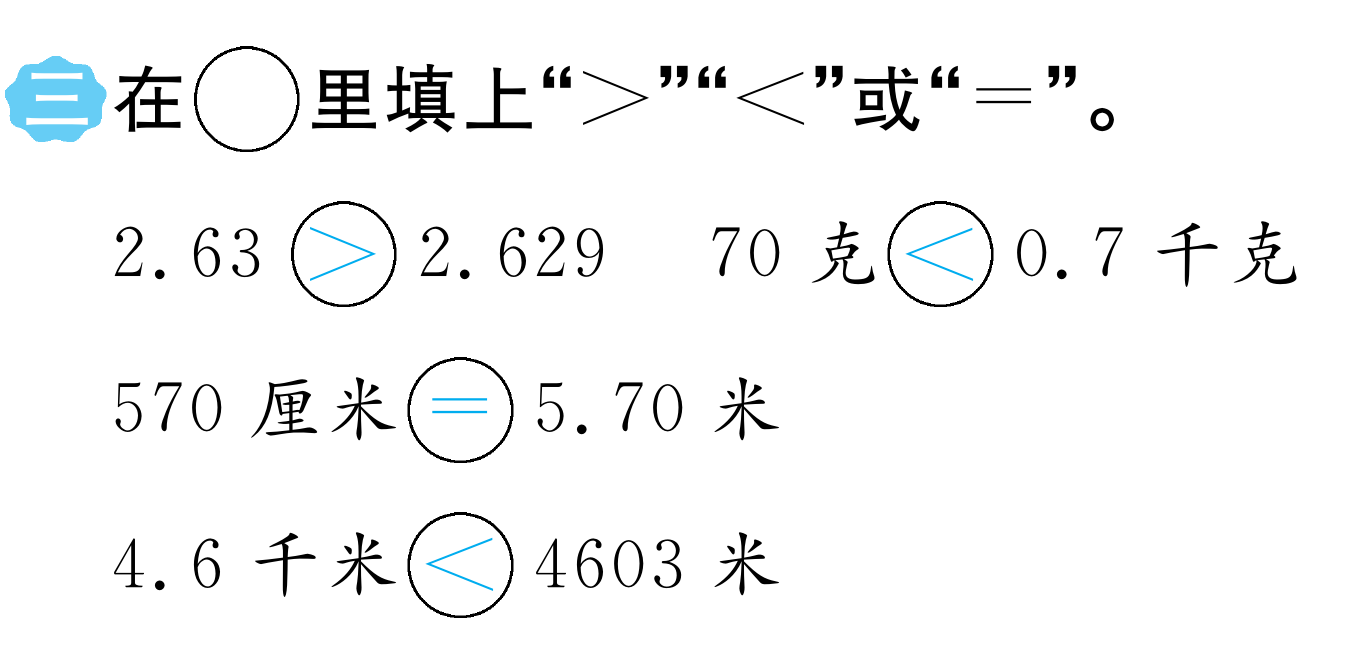 三 在○里填上“>”“<”或“=”。
2.63 > 2.629 70 克 < 0.7 千克
570 厘米 = 5.70 米
4.6 千米 < 4603 米